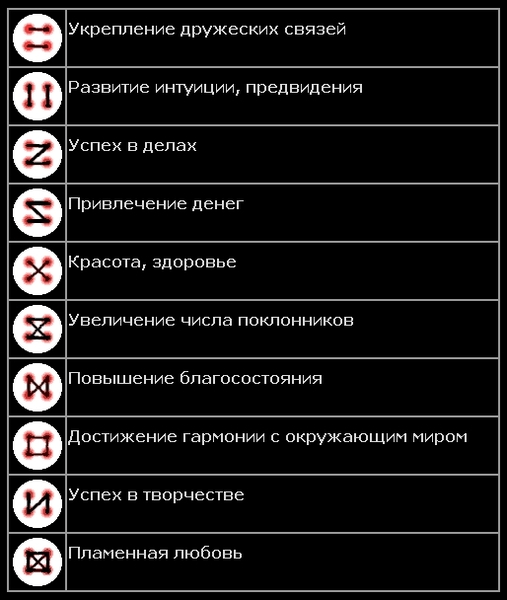 Укрепление дружеских связей
Развитие интуиции, предвидения
Успех в делах
Привлечение денег
Красота, здоровье
Увеличение числа поклонников
Повышение благосостояния
Достижение гармонии с окружающим миром
Успех в творчестве
Пламенная любовь